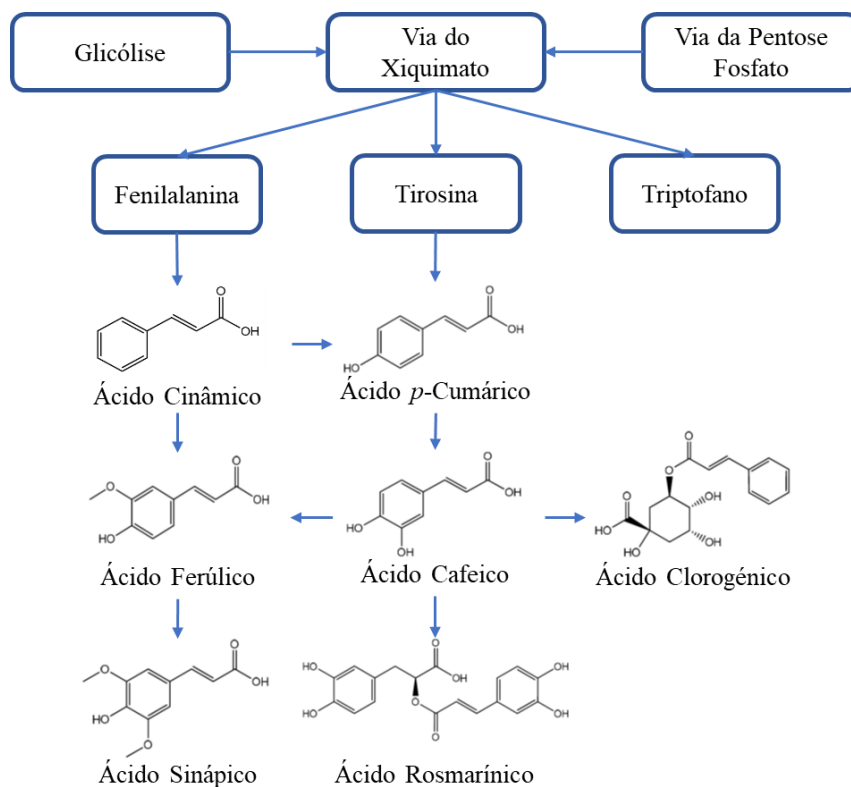 Glicólise
Via do
Xiquimato
Via da Pentose
Fosfato
Fenilalanina
Tirosina
Triptofano
O
OH
O
OH
HO
Ácido Cinâmico
Ácido p-Cumárico
O
O
OH
HO
O
OH
HO
OH
O
O
O
HO
OH
HO
OH
Ácido Ferúlico
Ácido Cafeico
Ácido Clorogénico
O
O
OH
HO
O
HO
HO
O
OH
O
O
OH
OH
Ácido Sinápico
Ácido Rosmarínico